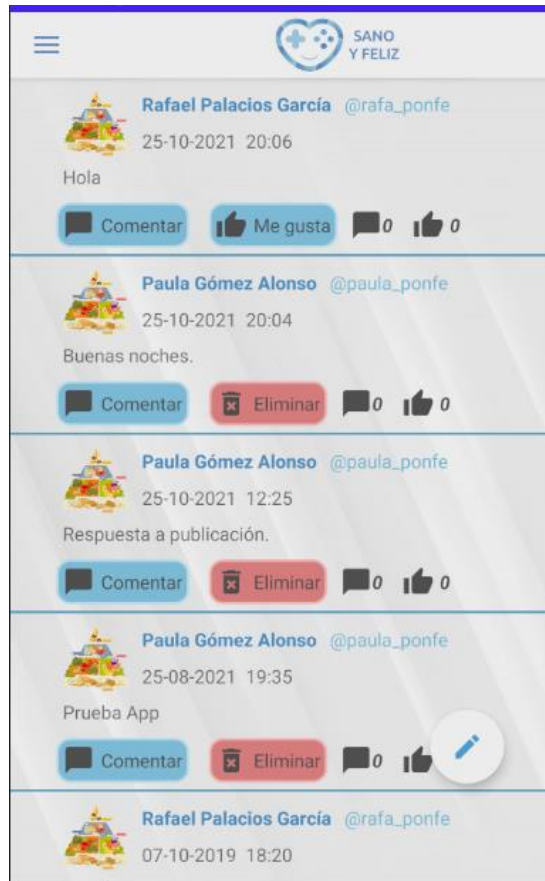 SANO
Y FELIZ
Rafael Palacios García @rafa_ponfe
25-10-2021 20:06
Hola
Comentar Me gusta 0 0
Paula Gómez Alonso @paula_ponfe
25-10-2021 20:04
Buenas noches.
Comentar Eliminar 0 0
Paula Gómez Alonso @paula_ponfe
25-10-2021 12:25
Respuesta a publicación.
Comentar Eliminar 0 0
Paula Gómez Alonso @paula_ponfe
25-08-2021 19:35
Prueba App
Comentar Eliminar 0
Rafael Palacios García @rafa_ponfe
07-10-2019 18:20